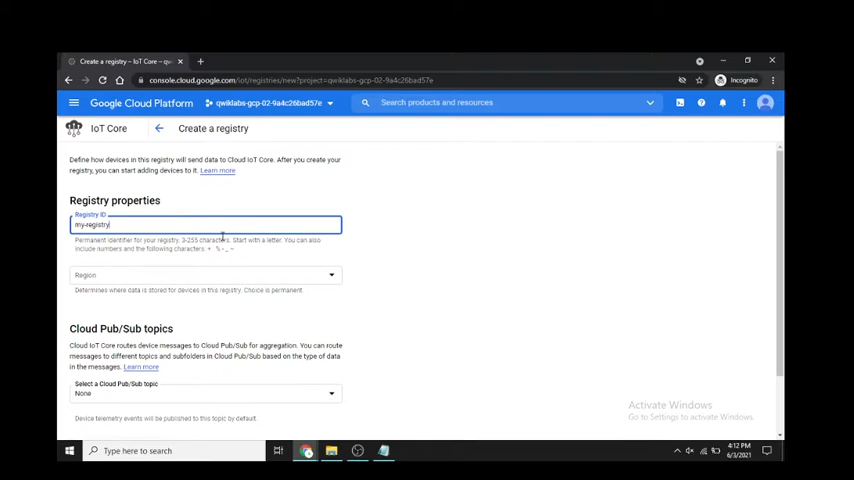 Create a registry – IoT Core – qw
console.cloud.google.com/iot/registries/new?project=qwiklabs-gcp-02-9a4c26bad57e
Incognito
Google Cloud Platform
qwiklabs-gcp-02-9a4c26bad57e
Search products and resources
IoT Core
Create a registry
Define how devices in this registry will send data to Cloud IoT Core. After you create your
registry, you can start adding devices to it. Learn more
Registry properties
Registry ID
my-registry
Permanent identifier for your registry. 3-255 characters. Start with a letter. You can also
include numbers and the following characters: + . % - _ ~
Region
Determines where data is stored for devices in this registry. Choice is permanent.
Cloud Pub/Sub topics
Cloud IoT Core routes device messages to Cloud Pub/Sub for aggregation. You can route
messages to different topics and subfolders in Cloud Pub/Sub based on the type of data
in the messages. Learn more
Select a Cloud Pub/Sub topic
None
Device telemetry events will be published to this topic by default.
Activate Windows
Go to Settings to activate Windows.
Type here to search
4:12 PM
6/3/2021